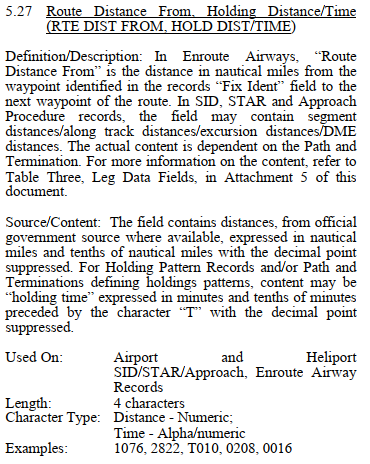 5.27 Route Distance From, Holding Distance/Time
(RTE DIST FROM, HOLD DIST/TIME)
Definition/Description: In Enroute Airways, “Route
Distance From” is the distance in nautical miles from the
waypoint identified in the records “Fix Ident” field to the
next waypoint of the route. In SID, STAR and Approach
Procedure records, the field may contain segment
distances/along track distances/excursion distances/DME
distances. The actual content is dependent on the Path and
Termination. For more information on the content, refer to
Table Three, Leg Data Fields, in Attachment 5 of this
document.
Source/Content: The field contains distances, from official
government source where available, expressed in nautical
miles and tenths of nautical miles with the decimal point
suppressed. For Holding Pattern Records and/or Path and
Terminations defining holdings patterns, content may be
“holding time” expressed in minutes and tenths of minutes
preceded by the character “T” with the decimal point
suppressed.
Used On: Airport and Heliport
SID/STAR/Approach, Enroute Airway
Records
Length: 4 characters
Character Type: Distance - Numeric;
Time - Alpha/numeric
Examples: 1076, 2822, T010, 0208, 0016